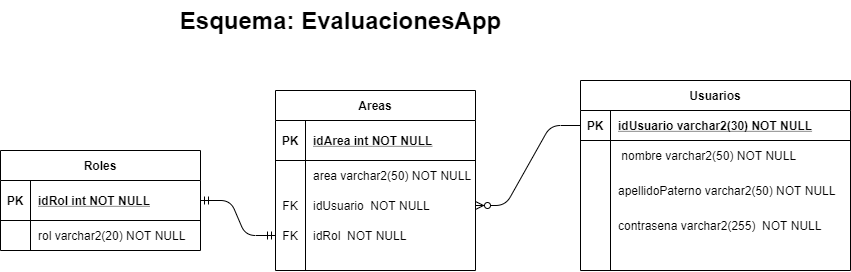 Esquema: EvaluacionesApp
Roles
PK idRol int NOT NULL
rol varchar2(20) NOT NULL
Areas
PK idArea int NOT NULL
area varchar2(50) NOT NULL
FK idUsuario NOT NULL
FK idRol NOT NULL
Usuarios
PK idUsuario varchar2(30) NOT NULL
nombre varchar2(50) NOT NULL
apellidoPaterno varchar2(50) NOT NULL
contrasena varchar2(255) NOT NULL